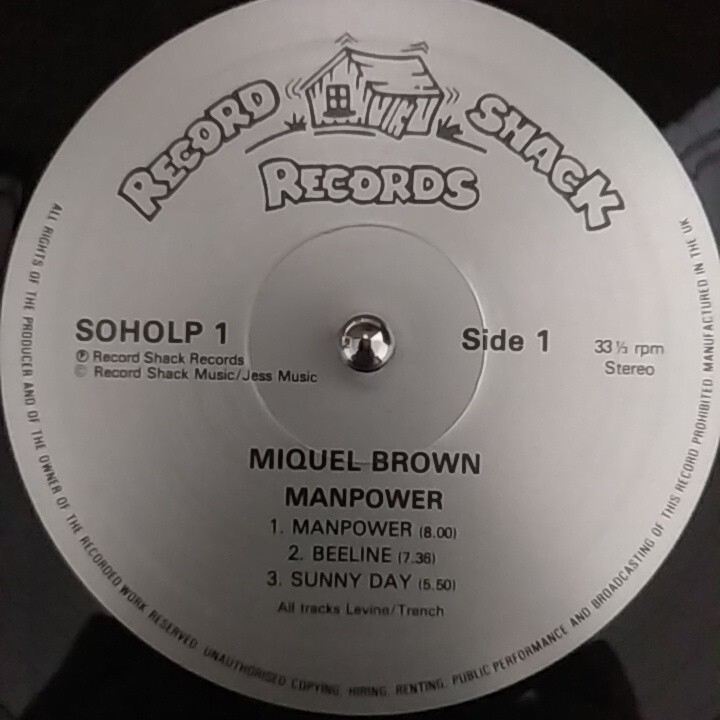 RECORD SHACK
RECORDS
SOHOLP 1
Ⓟ Record Shack Records
© Record Shack Music/Jess Music
Side 1
33 ⅓ rpm
Stereo
MIQUEL BROWN
MANPOWER
1. MANPOWER (8.00)
2. BEELINE (7.36)
3. SUNNY DAY (5.50)
All tracks Levine/Trench
ALL RIGHTS OF THE PRODUCER AND OF THE OWNER OF THE RECORDED WORK RESERVED. UNAUTHORISED COPYING, HIRING, RENTING, PUBLIC PERFORMANCE AND BROADCASTING OF THIS RECORD PROHIBITED MANUFACTURED IN THE UK